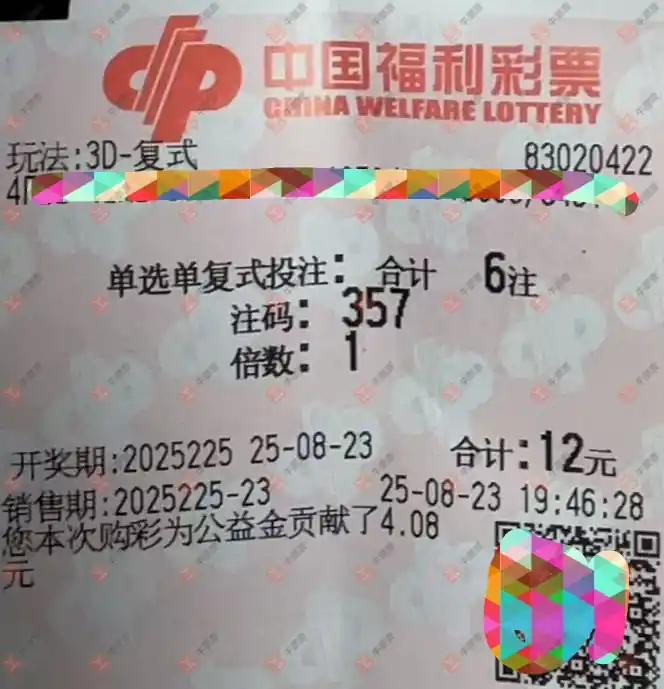 中国福利彩票
CHINA WELFARE LOTTERY
玩法:3D-复式 83020422
单选单复式投注: 合计 6注
注码: 357
倍数: 1
开奖期:2025225 25-08-23 合计:12元
销售期:2025225-23 25-08-23 19:46:28
您本次购彩为公益金贡献了4.08
元